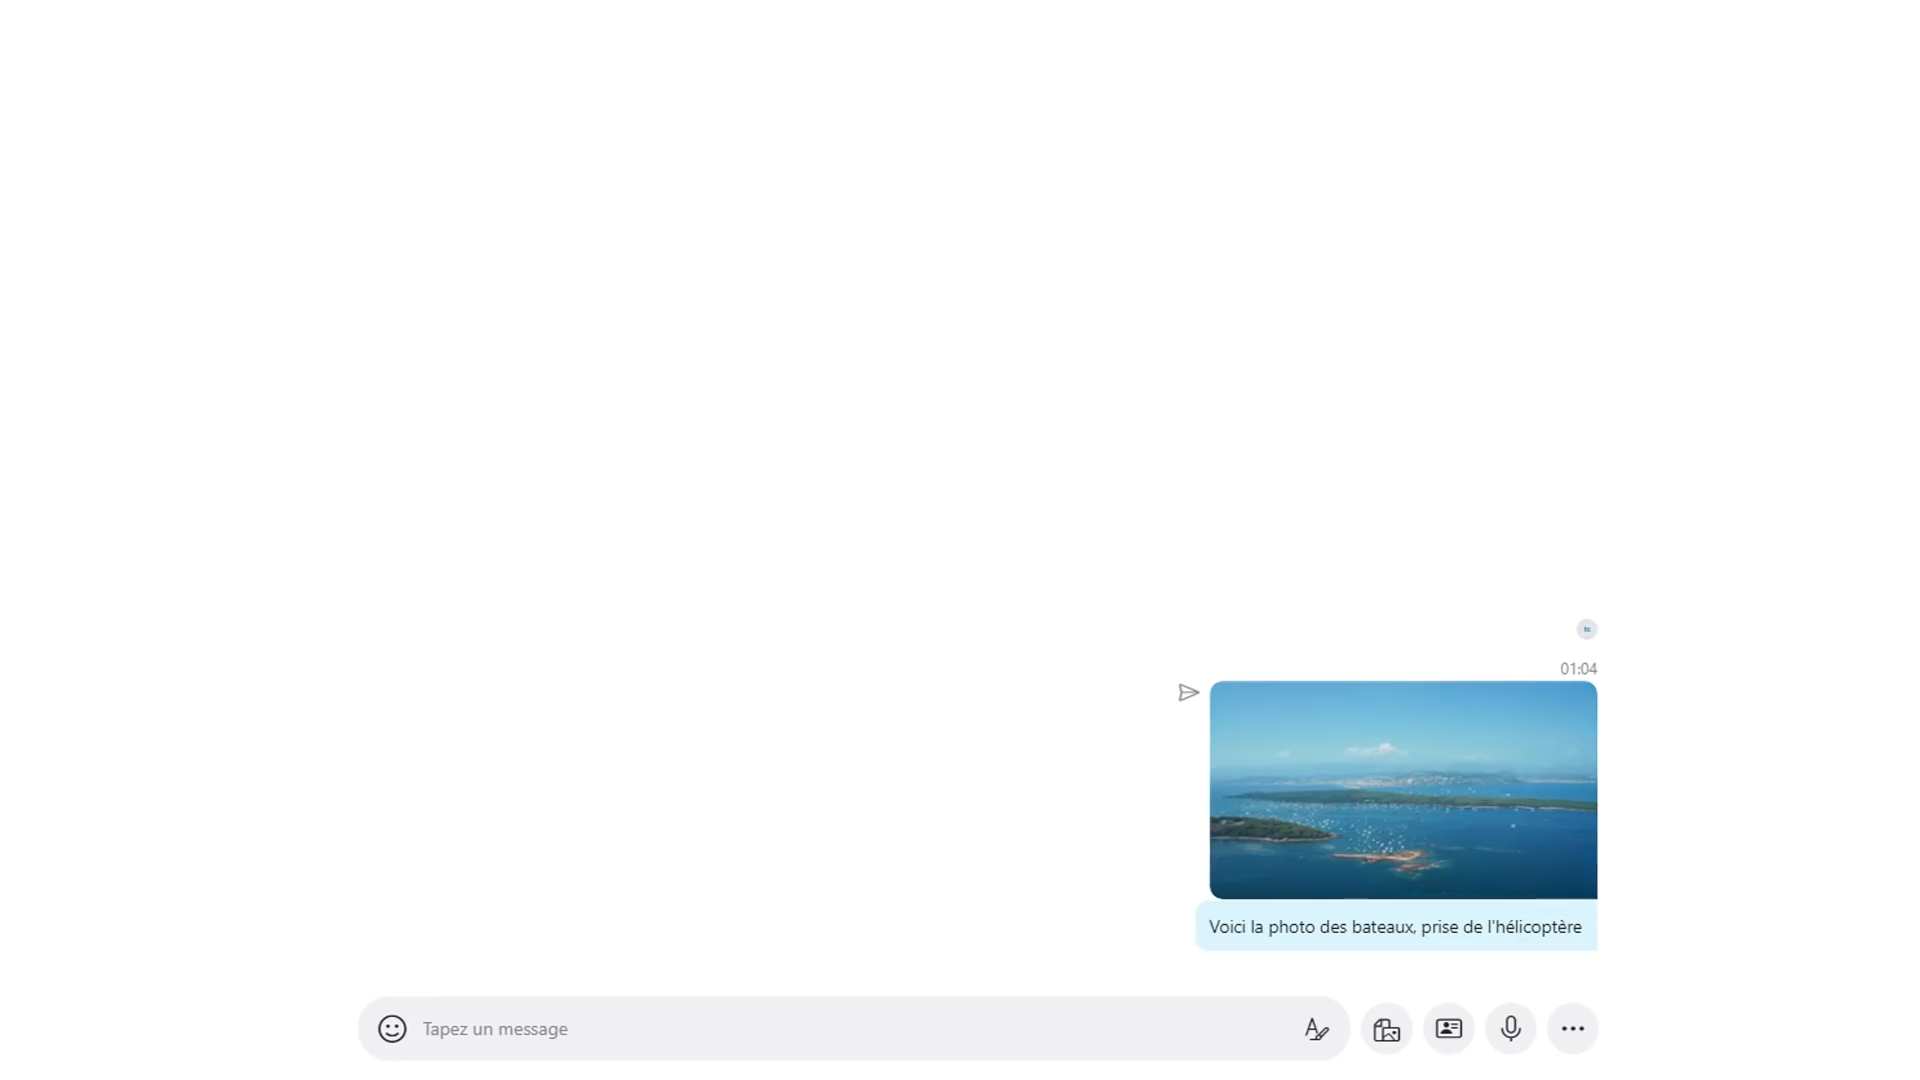 01:04
Voici la photo des bateaux, prise de l'hélicoptère
Tapez un message